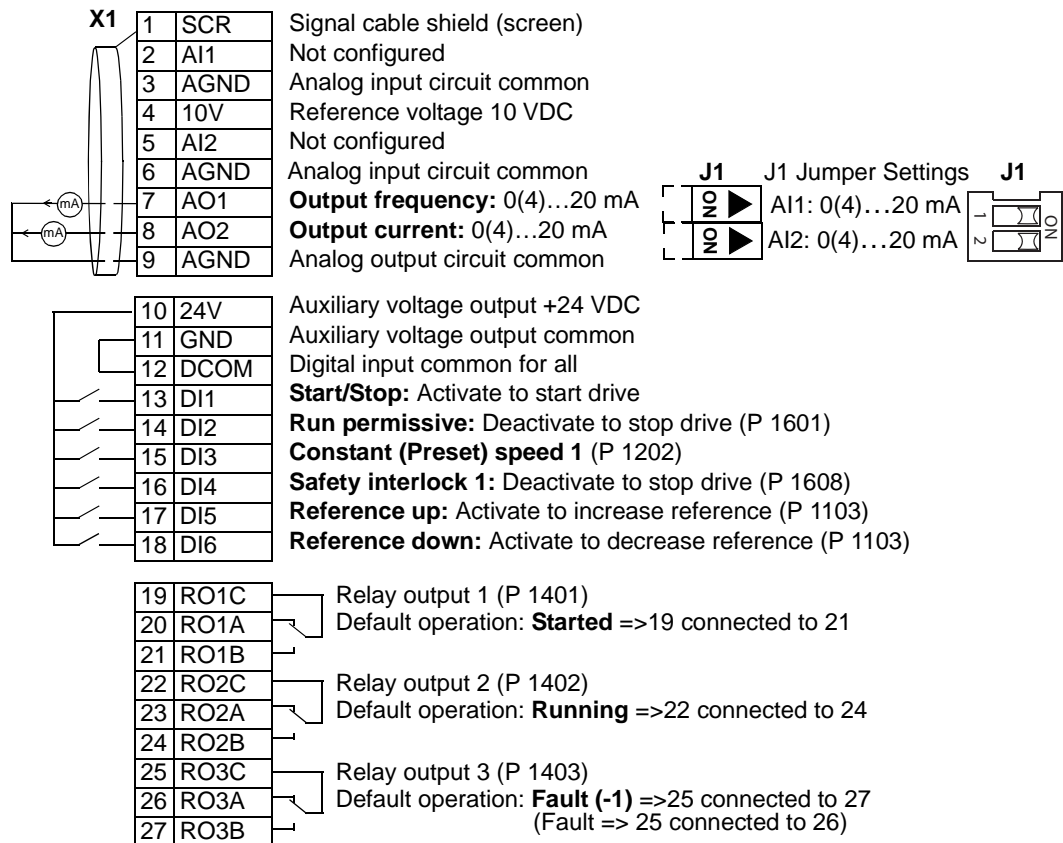 X1
1 SCR Signal cable shield (screen)
2 AI1 Not configured
3 AGND Analog input circuit common
4 10V Reference voltage 10 VDC
5 AI2 Not configured
6 AGND Analog input circuit common
7 AO1 Output frequency: 0(4)…20 mA
8 AO2 Output current: 0(4)…20 mA
9 AGND Analog output circuit common
mA
mA
J1 J1 Jumper Settings J1
ON AI1: 0(4)…20 mA
ON AI2: 0(4)…20 mA
1
2
ON
10 24V Auxiliary voltage output +24 VDC
11 GND Auxiliary voltage output common
12 DCOM Digital input common for all
13 DI1 Start/Stop: Activate to start drive
14 DI2 Run permissive: Deactivate to stop drive (P 1601)
15 DI3 Constant (Preset) speed 1 (P 1202)
16 DI4 Safety interlock 1: Deactivate to stop drive (P 1608)
17 DI5 Reference up: Activate to increase reference (P 1103)
18 DI6 Reference down: Activate to decrease reference (P 1103)
19 RO1C Relay output 1 (P 1401)
20 RO1A Default operation: Started =>19 connected to 21
21 RO1B
22 RO2C Relay output 2 (P 1402)
23 RO2A Default operation: Running =>22 connected to 24
24 RO2B
25 RO3C Relay output 3 (P 1403)
26 RO3A Default operation: Fault (-1) =>25 connected to 27
27 RO3B (Fault => 25 connected to 26)